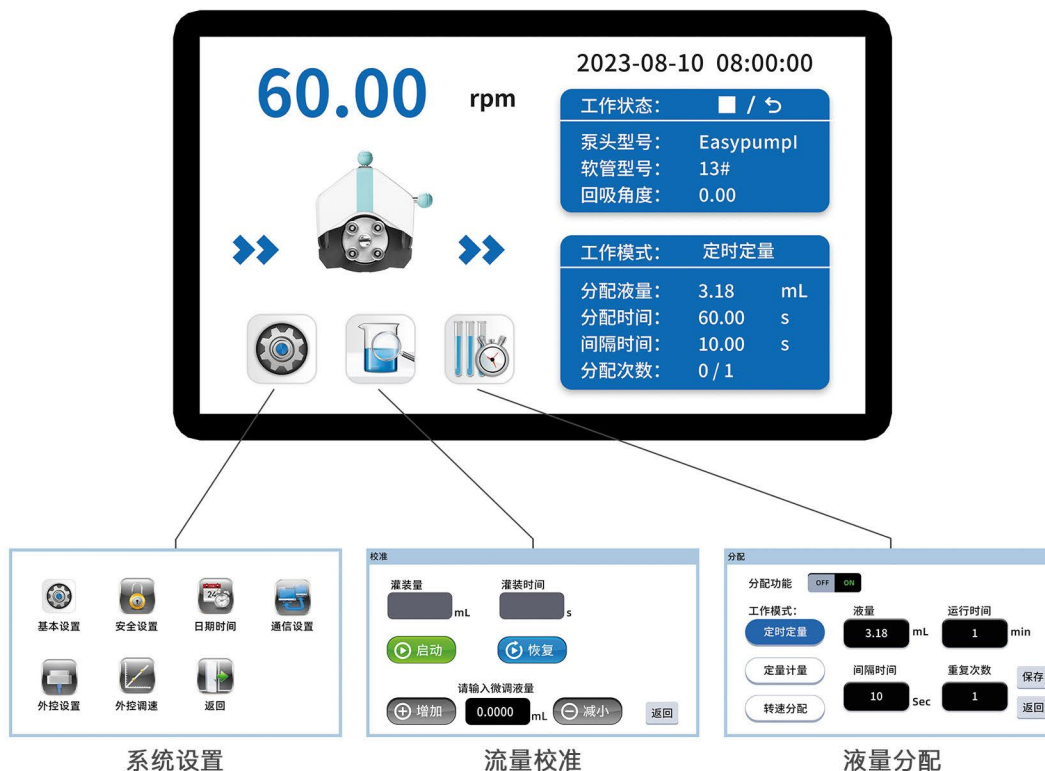 60.00 rpm
2023-08-10 08:00:00
工作状态： /
泵头型号： EasypumpI
软管型号： 13#
回吸角度： 0.00
工作模式： 定时定量
分配液量： 3.18 mL
分配时间： 60.00 s
间隔时间： 10.00 s
分配次数： 0 / 1
24
基本设置 安全设置 日期时间 通信设置
外控设置 外控调速 返回
系统设置
校准
灌装量 灌装时间
mL s
启动 恢复
请输入微调液量
增加 0.0000 mL 减小 返回
流量校准
分配
分配功能 OFF ON
工作模式： 液量 运行时间
定时定量 3.18 mL 1 min
定量计量 间隔时间 重复次数 保存
转速分配 10 Sec 1 返回
液量分配